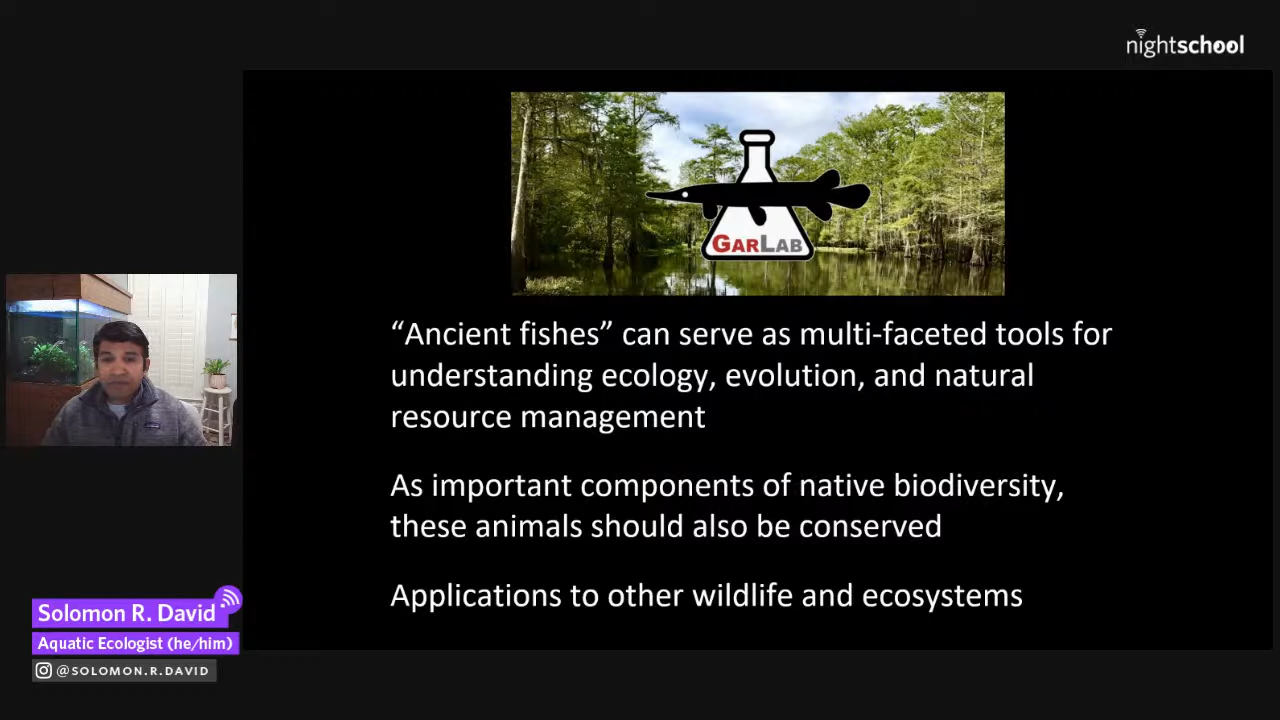 nightschool
GARLAB
“Ancient fishes” can serve as multi-faceted tools for
understanding ecology, evolution, and natural
resource management
As important components of native biodiversity,
these animals should also be conserved
Applications to other wildlife and ecosystems
Solomon R. David
Aquatic Ecologist (he/him)
@SOLOMON.R.DAVID